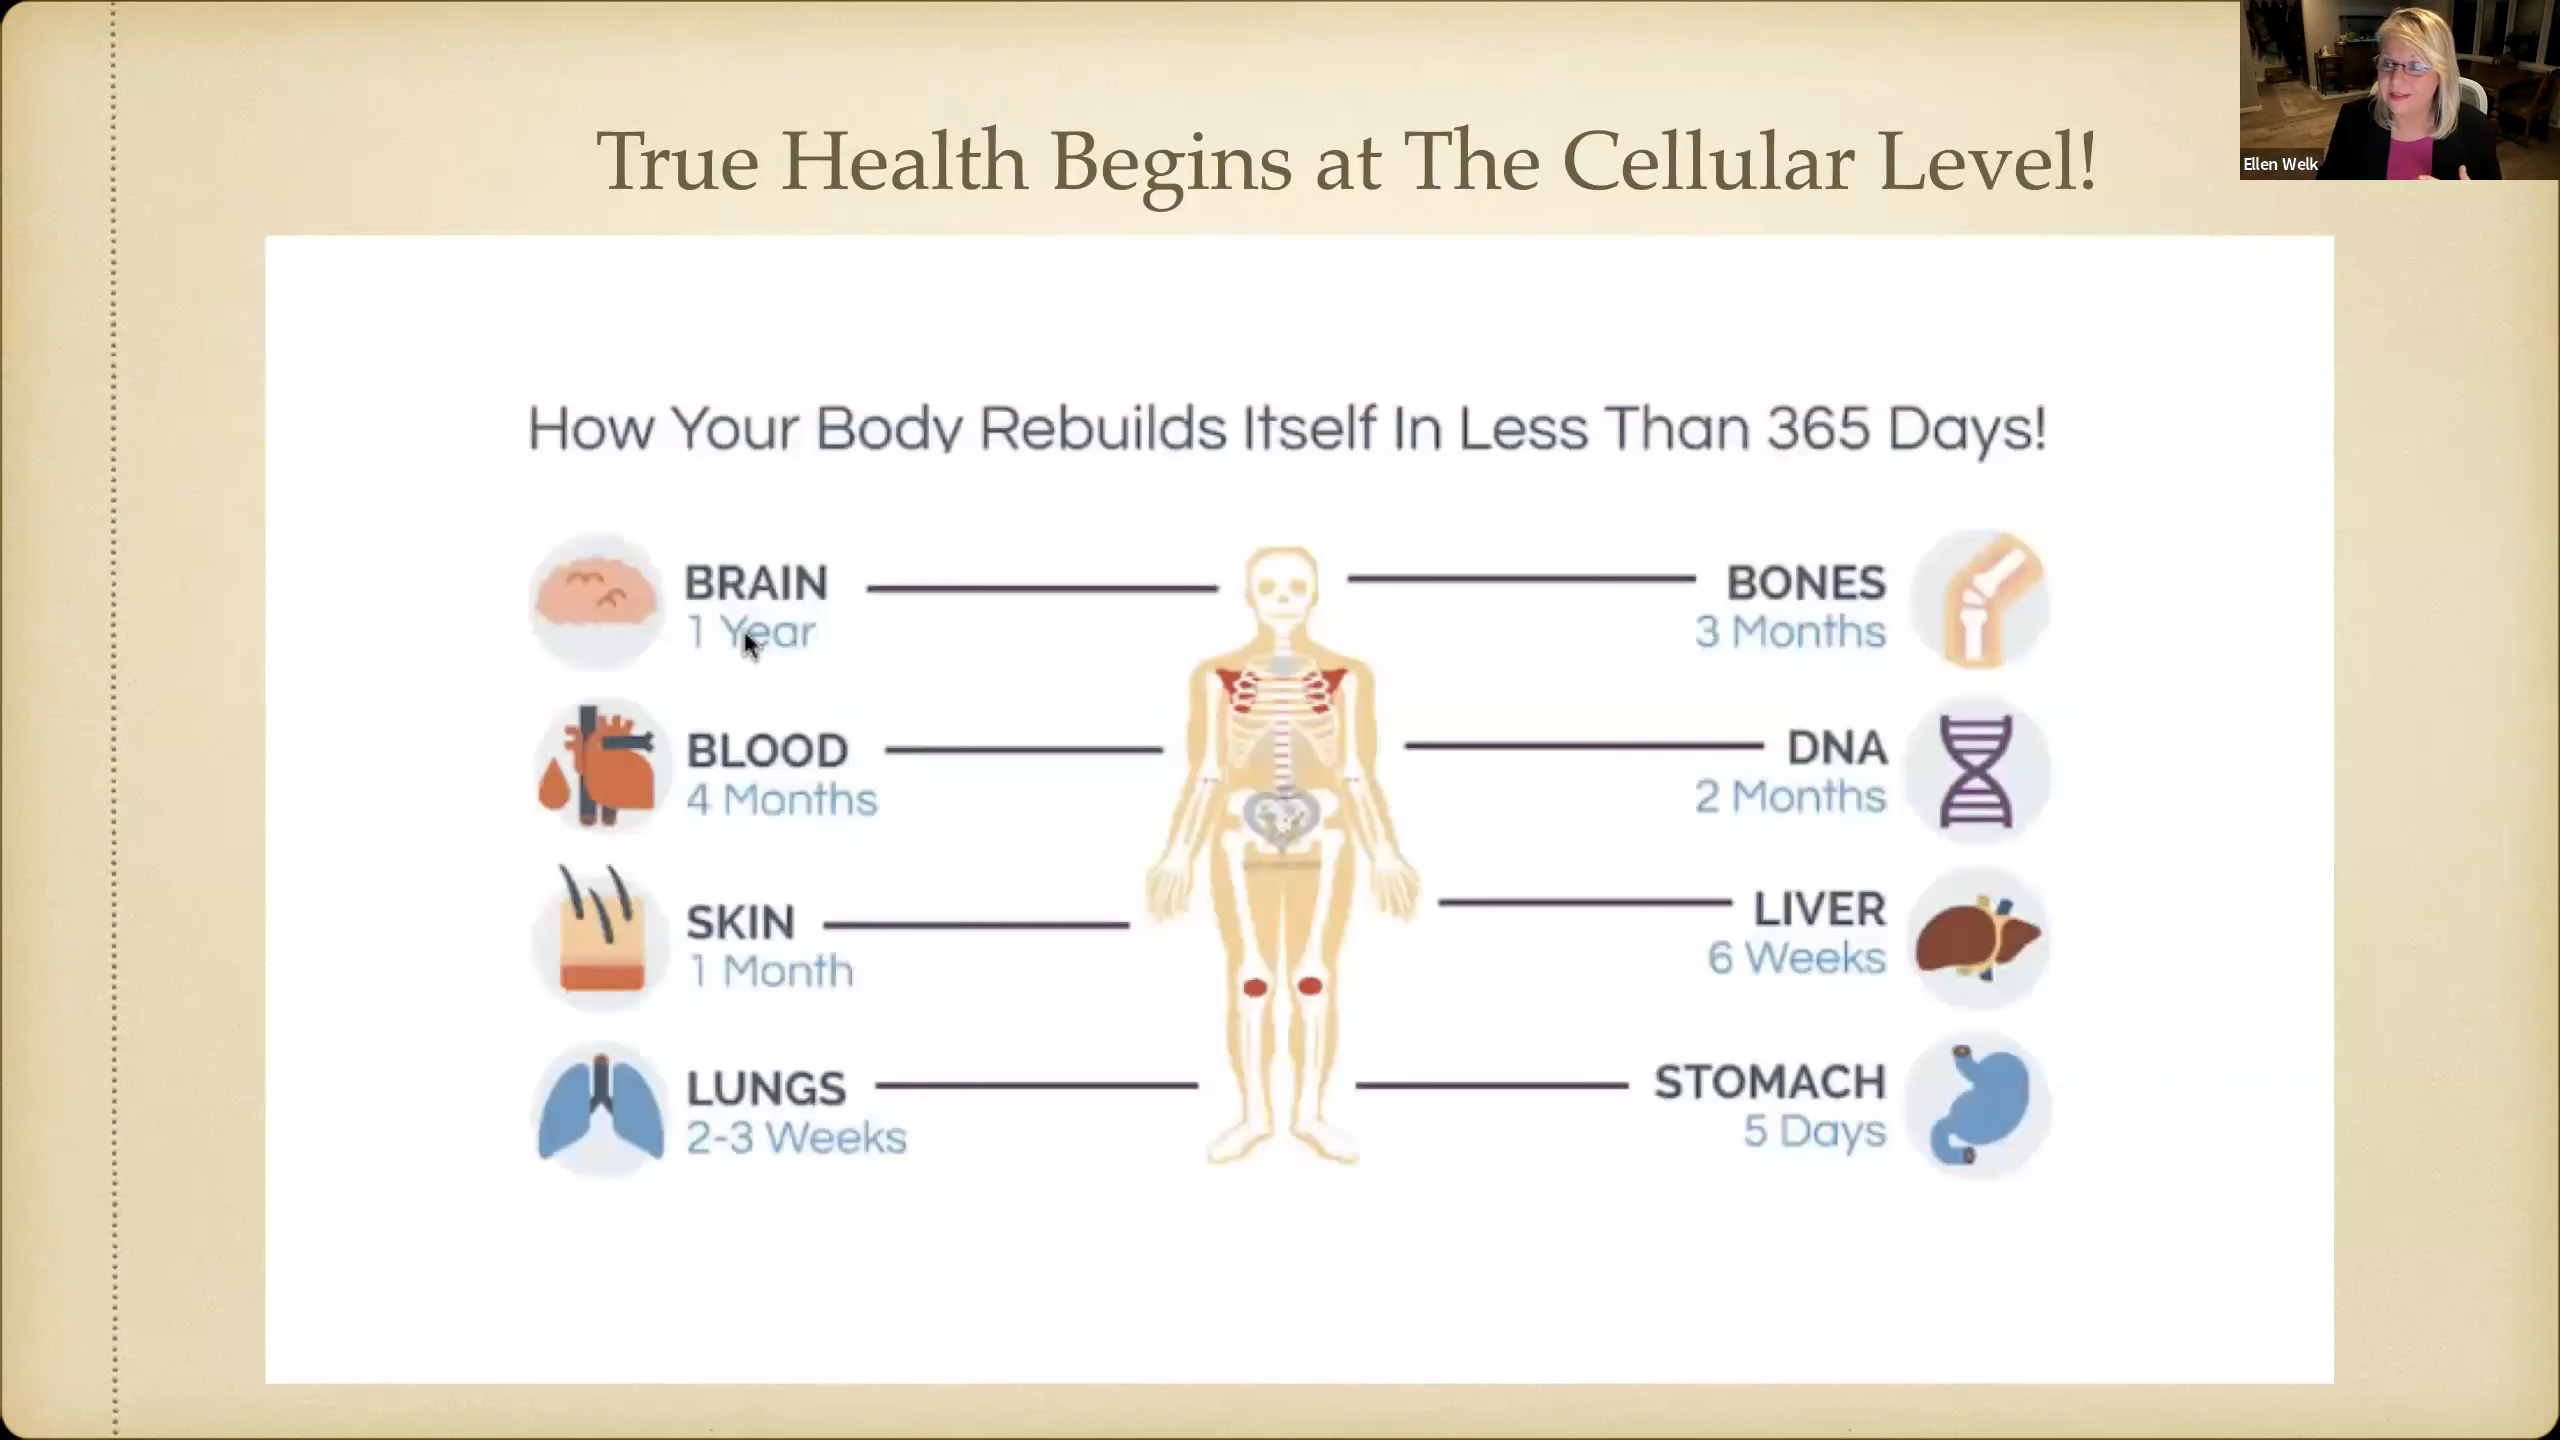 True Health Begins at The Cellular Level!
Ellen Welk
How Your Body Rebuilds Itself In Less Than 365 Days!
BRAIN
1 Year
BLOOD
4 Months
SKIN
1 Month
LUNGS
2-3 Weeks
BONES
3 Months
DNA
2 Months
LIVER
6 Weeks
STOMACH
5 Days